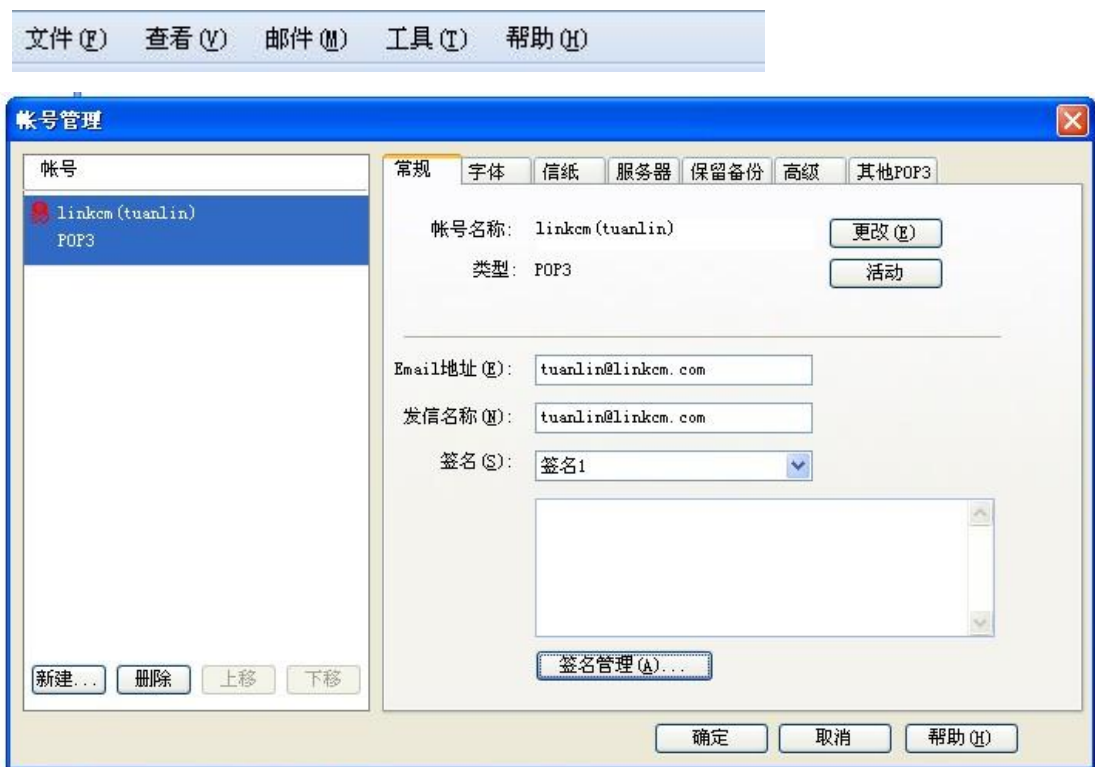 文件(F) 查看(V) 邮件(M) 工具(T) 帮助(H)
帐号管理
帐号
linkcm(tuanlin)
POP3
新建... 删除 上移 下移
常规 字体 信纸 服务器 保留备份 高级 其他POP3
帐号名称: linkcm(tuanlin) 更改(E)
类型: POP3 活动
Email地址(E): tuanlin@linkcm.com
发信名称(N): tuanlin@linkcm.com
签名(S): 签名1
签名管理(A)...
确定 取消 帮助(H)